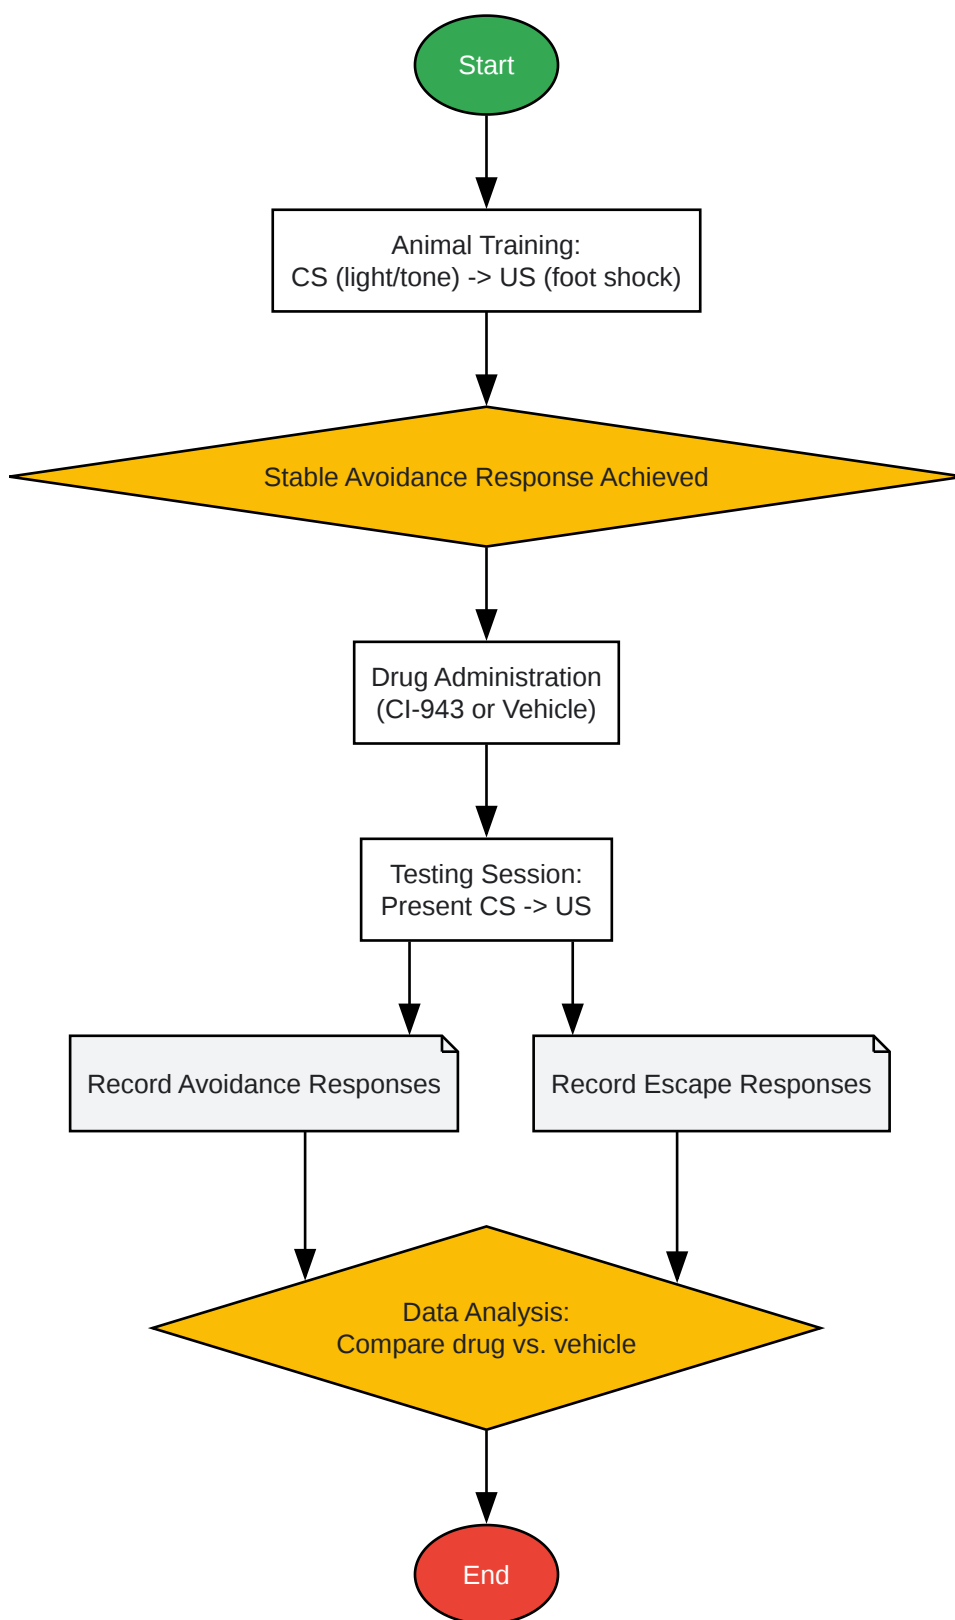 Start
Animal Training:
CS (light/tone) -> US (foot shock)
Stable Avoidance Response Achieved
Drug Administration
(CI-943 or Vehicle)
Testing Session:
Present CS -> US
Record Avoidance Responses
Record Escape Responses
Data Analysis:
Compare drug vs. vehicle
End